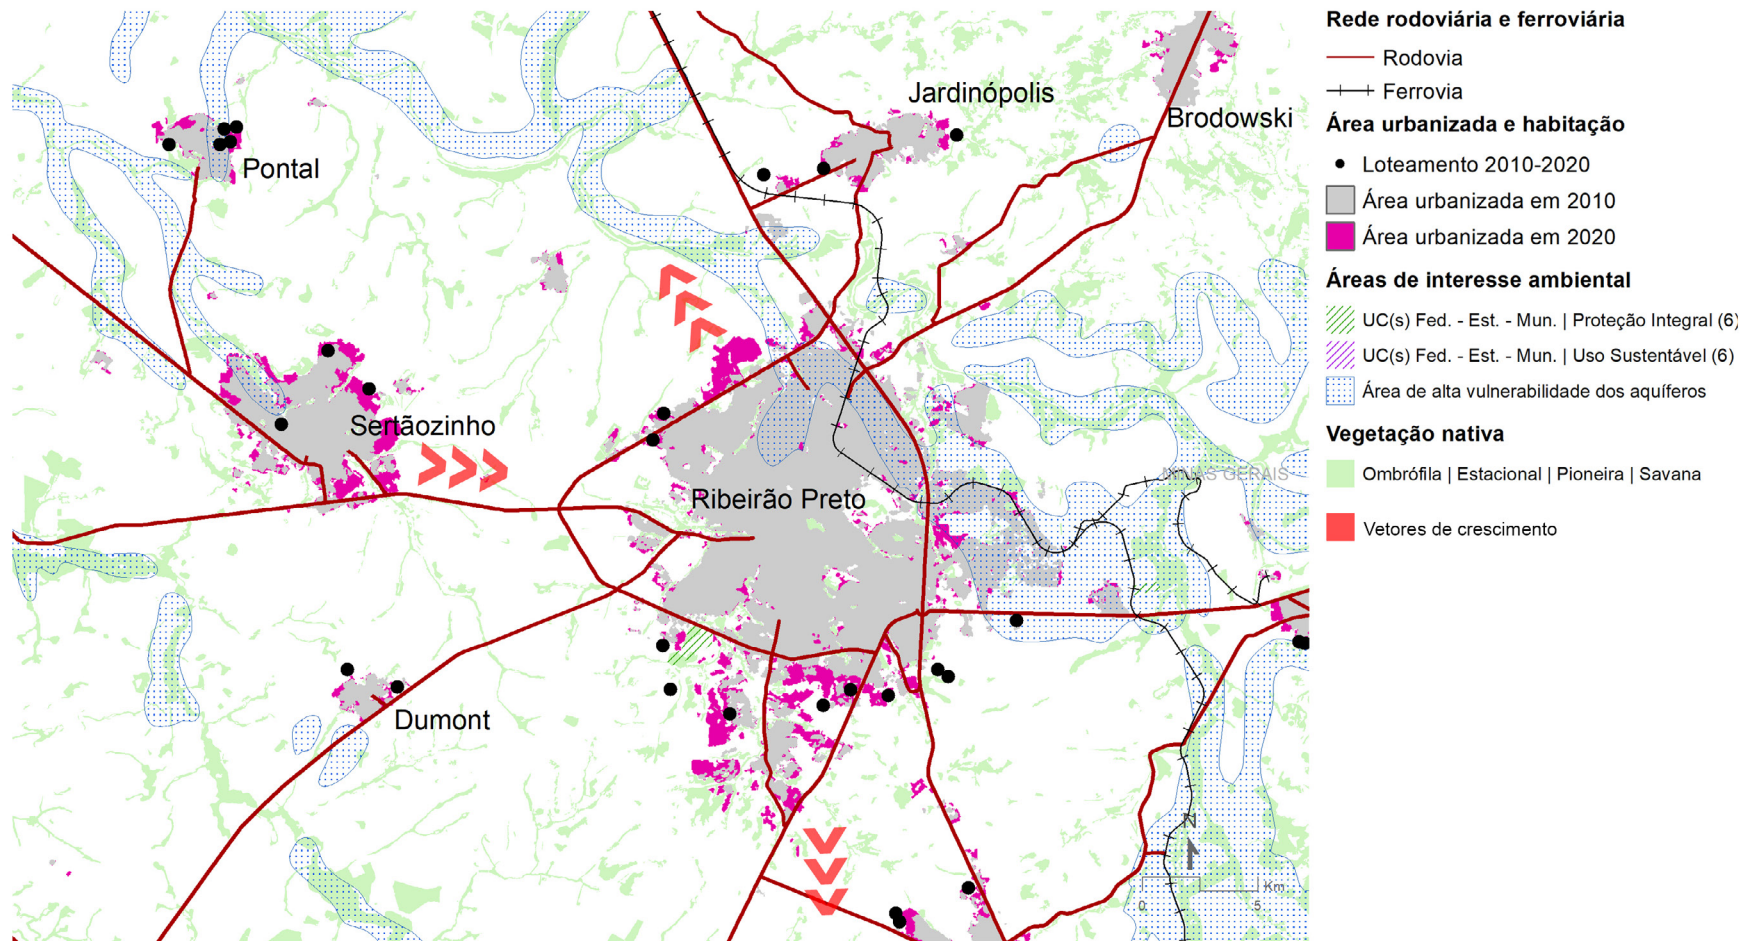 Jardinópolis
Brodowski
Pontal
Sertãozinho
Ribeirão Preto
MINAS GERAIS
Dumont
N
Km
0
5
Rede rodoviária e ferroviária
Rodovia
Ferrovia
Área urbanizada e habitação
Loteamento 2010-2020
Área urbanizada em 2010
Área urbanizada em 2020
Áreas de interesse ambiental
UC(s) Fed. - Est. - Mun. | Proteção Integral (6)
UC(s) Fed. - Est. - Mun. | Uso Sustentável (6)
Área de alta vulnerabilidade dos aquíferos
Vegetação nativa
Ombrófila | Estacional | Pioneira | Savana
Vetores de crescimento